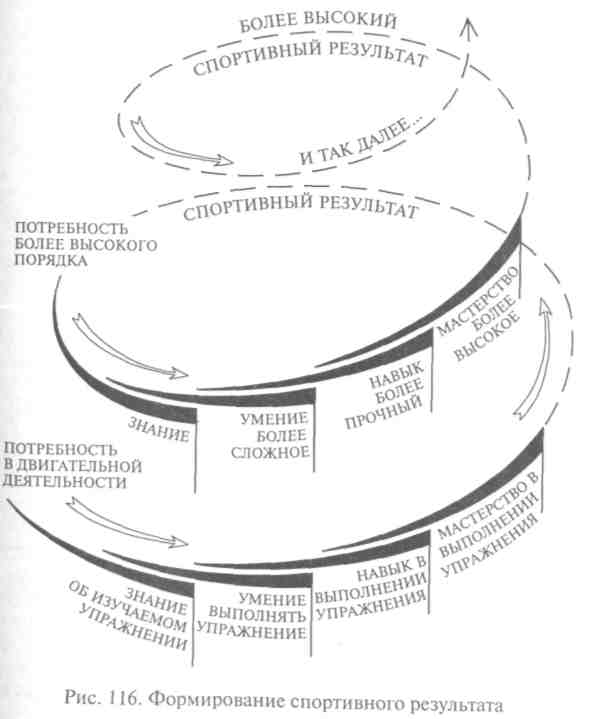 БОЛЕЕ ВЫСОКИЙ
СПОРТИВНЫЙ РЕЗУЛЬТАТ
И ТАК ДАЛЕЕ...
СПОРТИВНЫЙ РЕЗУЛЬТАТ
ПОТРЕБНОСТЬ
БОЛЕЕ ВЫСОКОГО
ПОРЯДКА
ЗНАНИЕ
УМЕНИЕ
БОЛЕЕ
СЛОЖНОЕ
НАВЫК
БОЛЕЕ
ПРОЧНЫЙ
МАСТЕРСТВО
БОЛЕЕ
ВЫСОКОЕ
ПОТРЕБНОСТЬ
В ДВИГАТЕЛЬНОЙ
ДЕЯТЕЛЬНОСТИ
ЗНАНИЕ
ОБ ИЗУЧАЕМОМ
УПРАЖНЕНИИ
УМЕНИЕ
ВЫПОЛНЯТЬ
УПРАЖНЕНИЕ
НАВЫК В
ВЫПОЛНЕНИИ
УПРАЖНЕНИЯ
МАСТЕРСТВО В
ВЫПОЛНЕНИИ
УПРАЖНЕНИЯ
Рис. 116. Формирование спортивного результата